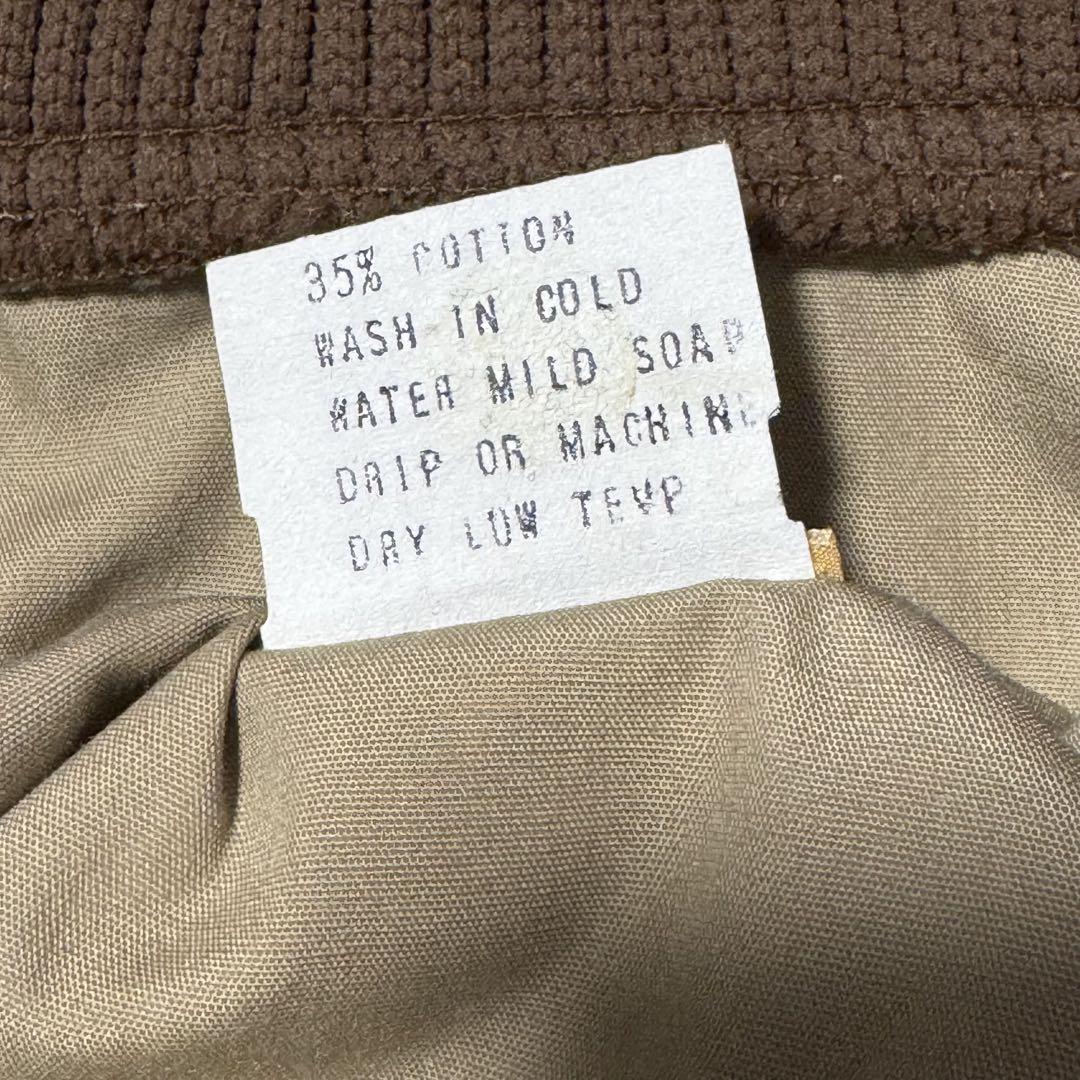 35% COTTON
WASH IN COLD
WATER MILD SOAP
DRIP OR MACHINE
DRY LOW TEMP